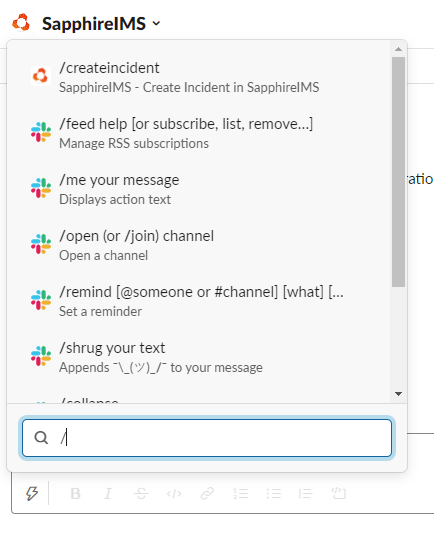 SapphireIMS
/createincident
SapphireIMS - Create Incident in SapphireIMS
/feed help [or subscribe, list, remove...]
Manage RSS subscriptions
/me your message
Displays action text
/open (or /join) channel
Open a channel
/remind [@someone or #channel] [what] [...
Set a reminder
/shrug your text
Appends ¯\_(ツ)_/¯ to your message
/collapse
/